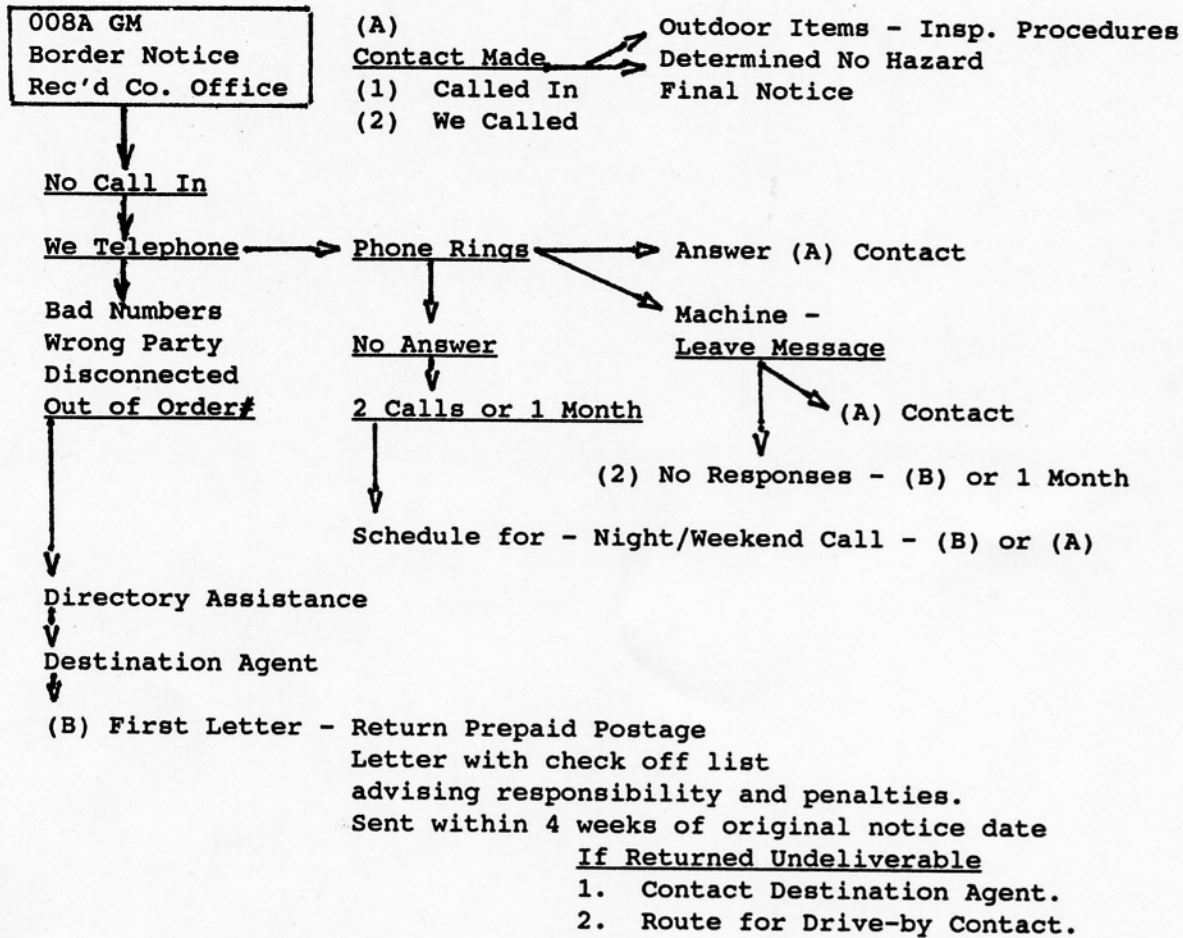 008A GM
Border Notice
Rec'd Co. Office
(A)
Contact Made
(1) Called In
(2) We Called
Outdoor Items - Insp. Procedures
Determined No Hazard
Final Notice
No Call In
We Telephone
Phone Rings
Answer (A) Contact
Bad Numbers
Wrong Party
Disconnected
Out of Order#
No Answer
Machine -
Leave Message
2 Calls or 1 Month
(A) Contact
(2) No Responses - (B) or 1 Month
Schedule for - Night/Weekend Call - (B) or (A)
Directory Assistance
Destination Agent
(B) First Letter - Return Prepaid Postage
Letter with check off list
advising responsibility and penalties.
Sent within 4 weeks of original notice date
If Returned Undeliverable
1. Contact Destination Agent.
2. Route for Drive-by Contact.